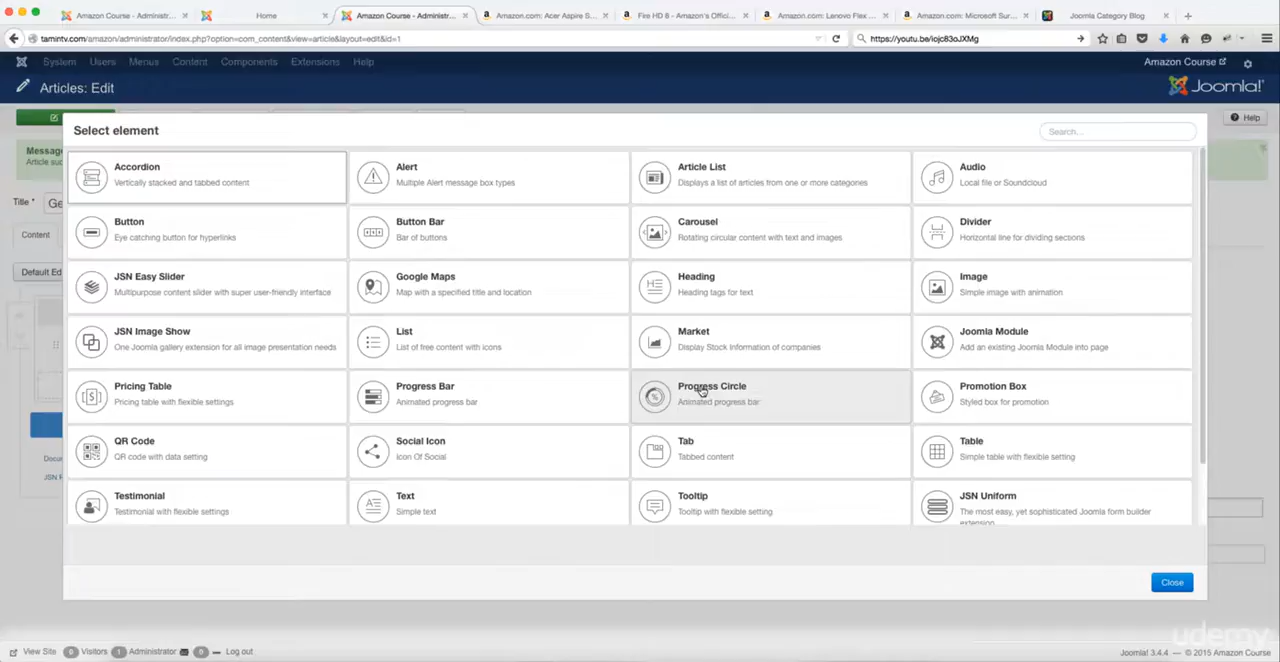 Amazon Course - Administr...
Home
Amazon Course - Administr...
Amazon.com: Acer Aspire S...
Fire HD 8 - Amazon's Offici...
Amazon.com: Lenovo Flex ...
Amazon.com: Microsoft Sur...
Joomla Category Blog
tamintv.com/amazon/administrator/index.php?option=com_content&view=article&layout=edit&id=1
https://youtu.be/iojc83oJXMg
System Users Menus Content Components Extensions Help
Amazon Course
Articles: Edit
Joomla!
Help
Select element
Search...
Message
Article suc
Title *
Ge
Content
Default Ed
Accordion
Vertically stacked and tabbed content
Alert
Multiple Alert message box types
Article List
Displays a list of articles from one or more categories
Audio
Local file or Soundcloud
Button
Eye catching button for hyperlinks
Button Bar
Bar of buttons
Carousel
Rotating circular content with text and images
Divider
Horizontal line for dividing sections
JSN Easy Slider
Multipurpose content slider with super user-friendly interface
Google Maps
Map with a specified title and location
Heading
Heading tags for text
Image
Simple image with animation
JSN Image Show
One Joomla gallery extension for all image presentation needs
List
List of free content with icons
Market
Display Stock Information of companies
Joomla Module
Add an existing Joomla Module into page
Pricing Table
Pricing table with flexible settings
Progress Bar
Animated progress bar
Progress Circle
Animated progress bar
Promotion Box
Styled box for promotion
QR Code
QR code with data setting
Social Icon
Icon Of Social
Tab
Tabbed content
Table
Simple table with flexible setting
Testimonial
Testimonial with flexible settings
Text
Simple text
Tooltip
Tooltip with flexible setting
JSN Uniform
The most easy, yet sophisticated Joomla form builder
extension
Docum
Close
udemy
View Site 0 Visitors 1 Administrator 0 Log out
Joomla! 3.4.4 — © 2015 Amazon Course